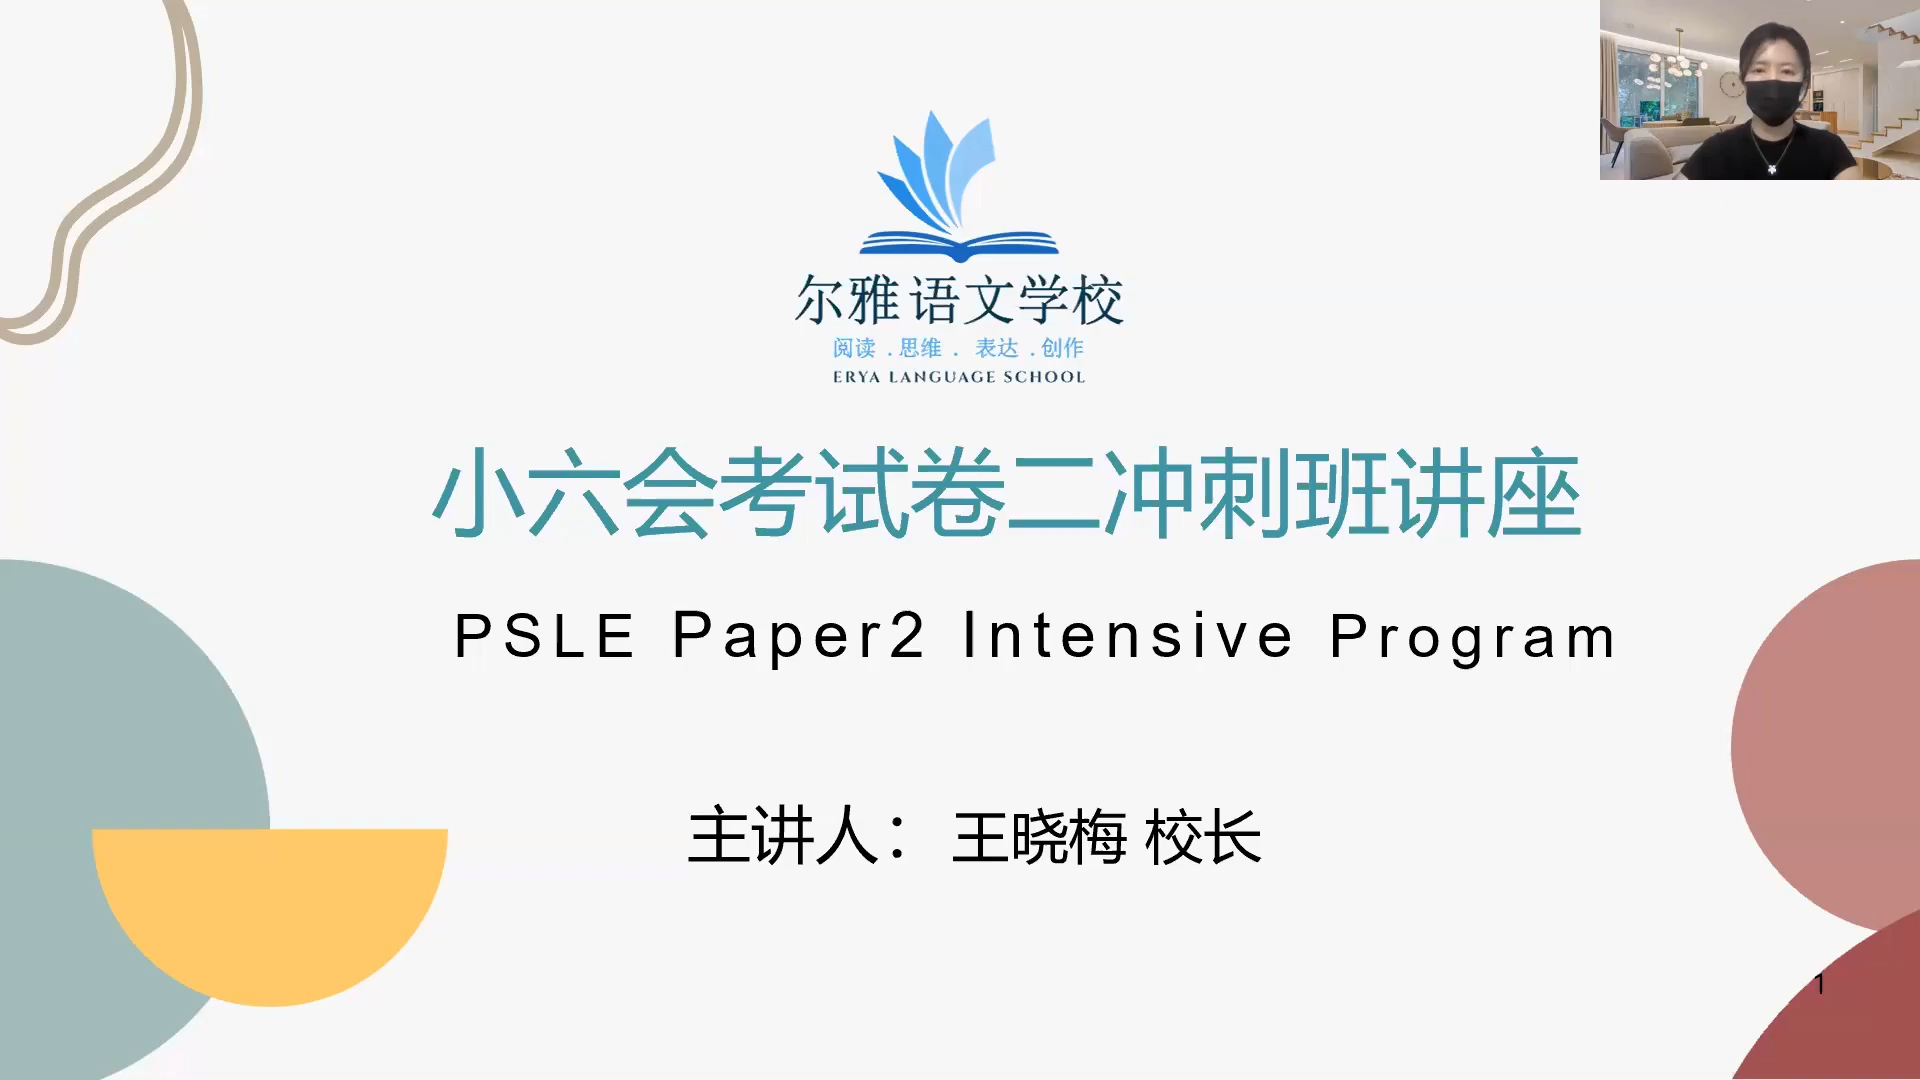 尔雅语文学校
阅读 . 思维 . 表达 . 创作
ERYA LANGUAGE SCHOOL
小六会考试卷二冲刺班讲座
PSLE Paper2 Intensive Program
主讲人： 王晓梅 校长
1